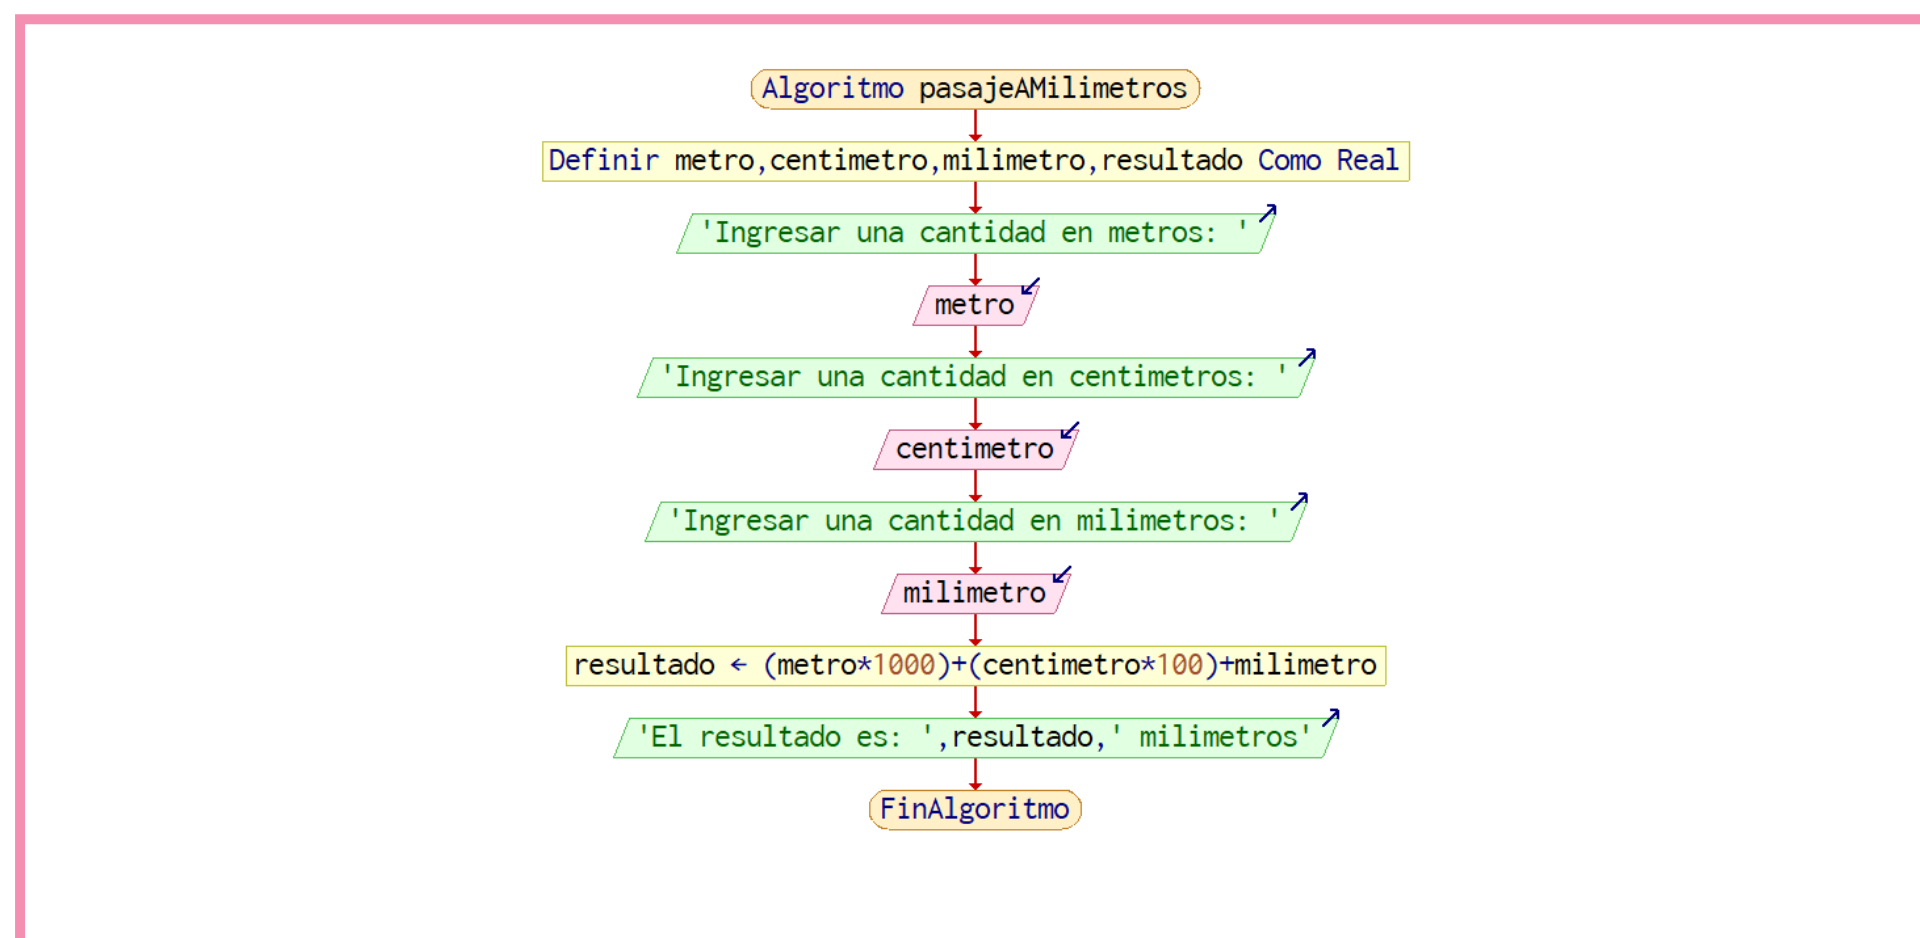 Algoritmo pasajeAMilimetros
Definir metro,centimetro,milimetro,resultado Como Real
'Ingresar una cantidad en metros: '
metro
'Ingresar una cantidad en centimetros: '
centimetro
'Ingresar una cantidad en milimetros: '
milimetro
resultado ← (metro*1000)+(centimetro*100)+milimetro
'El resultado es: ',resultado,' milimetros'
FinAlgoritmo